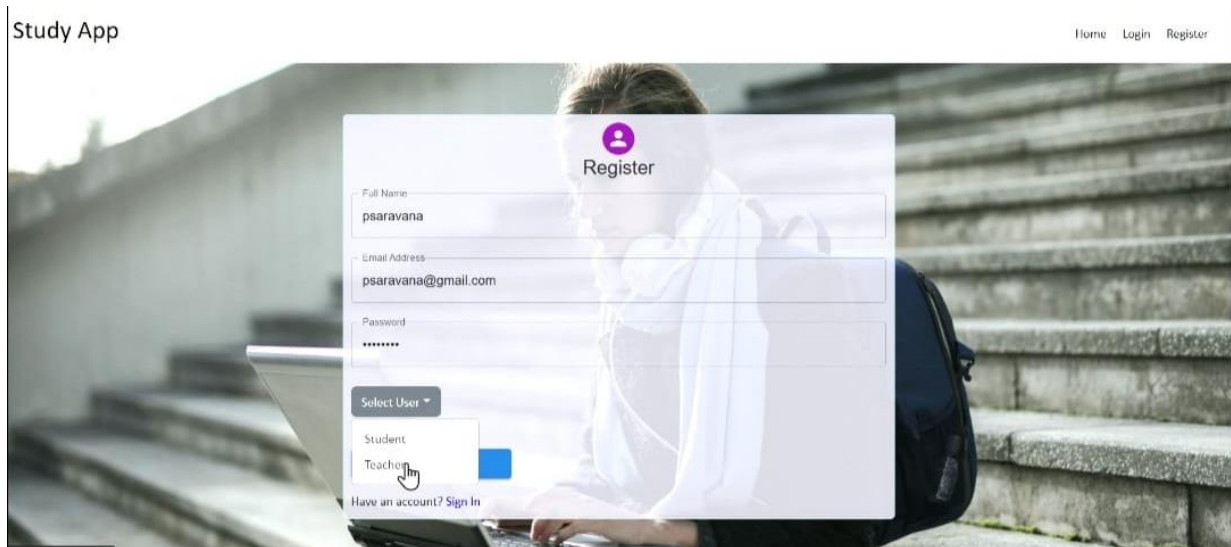 Study App
Home Login Register
Register
Full Name
psaravana
Email Address
psaravana@gmail.com
Password
••••••••
Select User
Student
Teacher
Have an account? Sign In